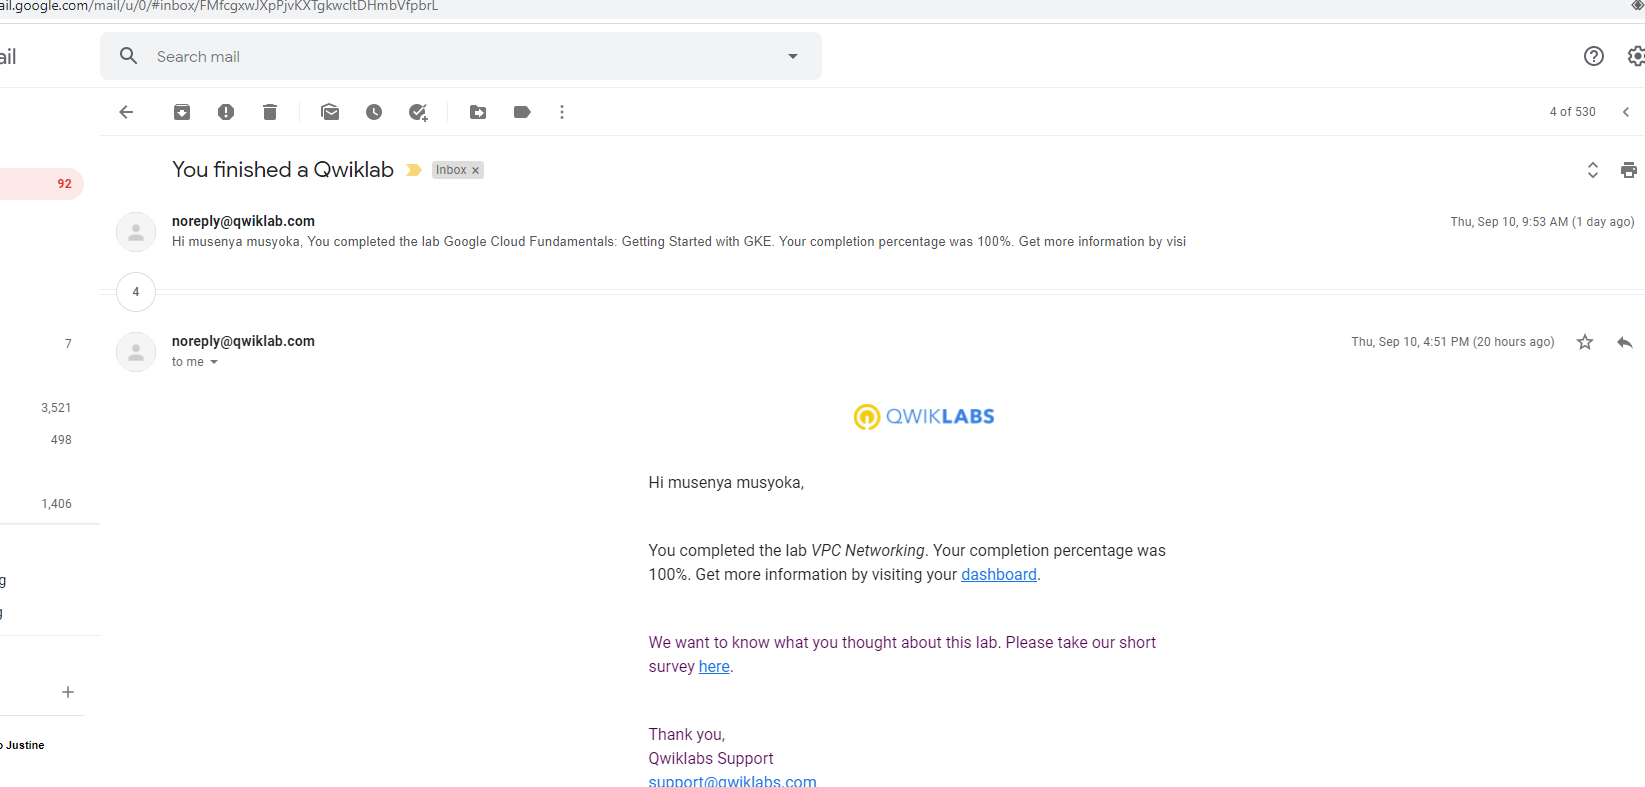 ail.google.com/mail/u/0/#inbox/FMfcgxwJXpPjvKXTgkwcltDHmbVfpbrL
ail
Search mail
4 of 530
You finished a Qwiklab
Inbox x
92
noreply@qwiklab.com
Thu, Sep 10, 9:53 AM (1 day ago)
Hi musenya musyoka, You completed the lab Google Cloud Fundamentals: Getting Started with GKE. Your completion percentage was 100%. Get more information by visi
4
noreply@qwiklab.com
Thu, Sep 10, 4:51 PM (20 hours ago)
to me
7
3,521
498
1,406
g
g
o Justine
QWIKLABS
Hi musenya musyoka,
You completed the lab VPC Networking. Your completion percentage was
100%. Get more information by visiting your dashboard.
We want to know what you thought about this lab. Please take our short
survey here.
Thank you,
Qwiklabs Support
support@qwiklabs.com